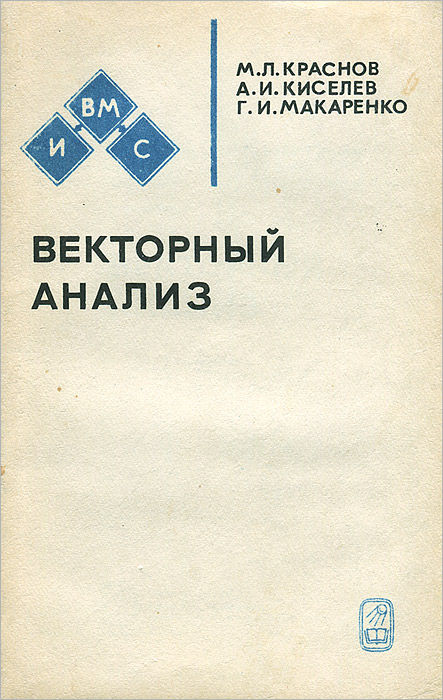 ВМ
И С
М.Л.КРАСНОВ
А.И.КИСЕЛЕВ
Г.И.МАКАРЕНКО
ВЕКТОРНЫЙ
АНАЛИЗ